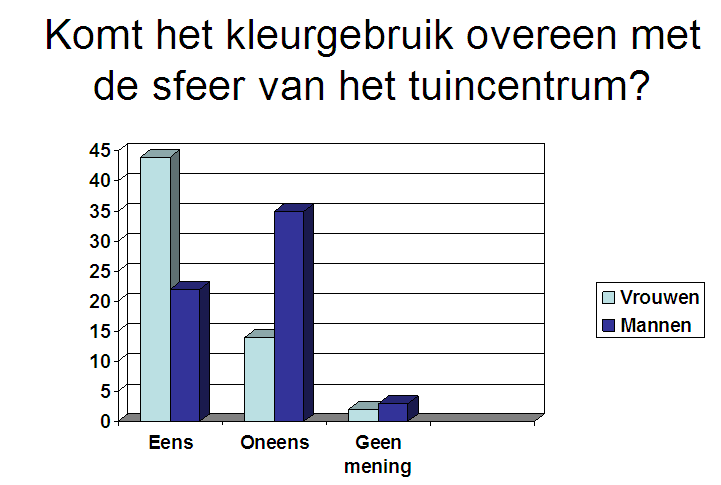 Komt het kleurgebruik overeen met
de sfeer van het tuincentrum?
45
40
35
30
25
20
15
10
5
0
Eens Oneens Geen
mening
Vrouwen
Mannen